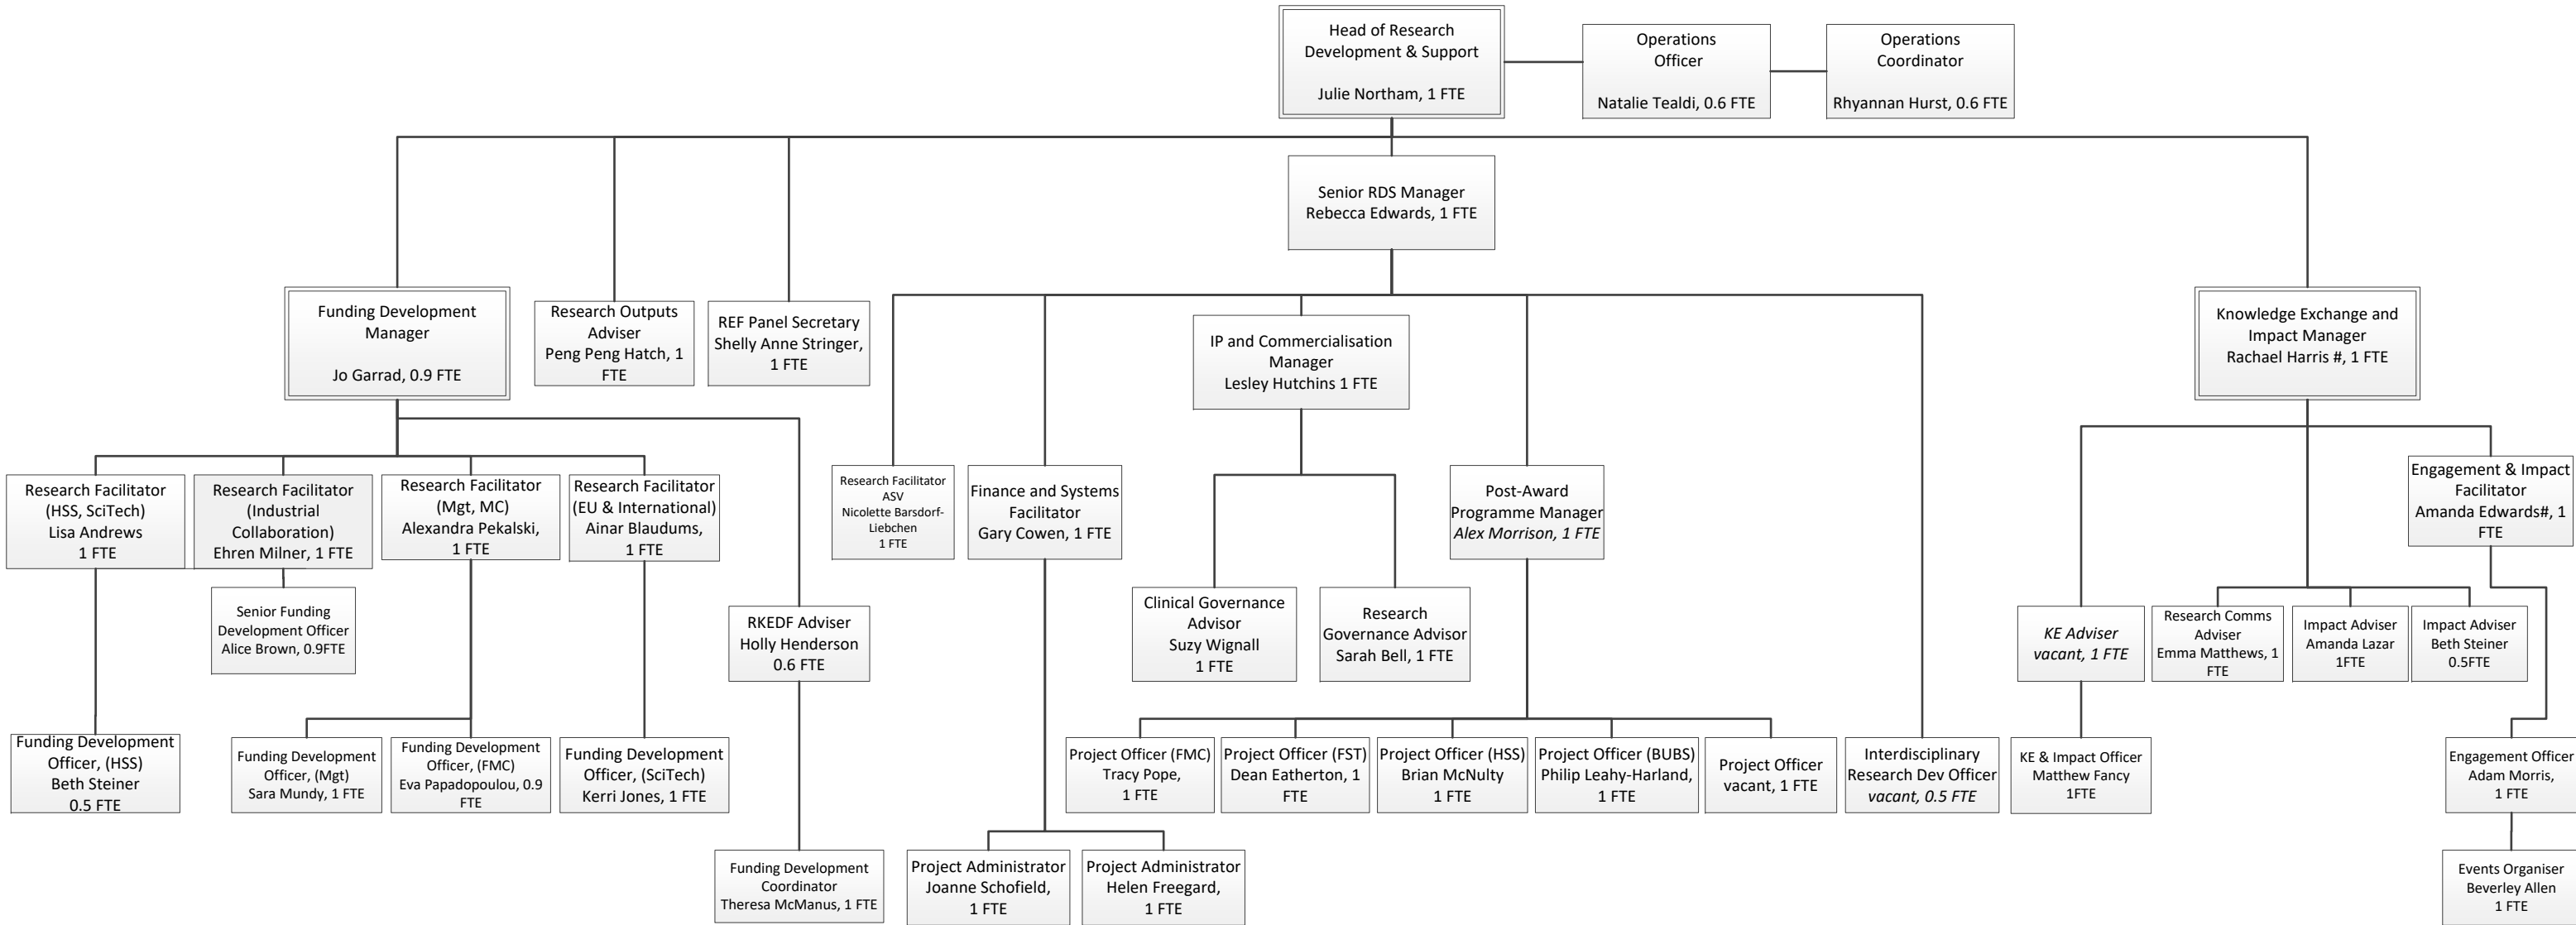 Head of Research
Development & Support
Julie Northam, 1 FTE
Operations
Officer
Natalie Tealdi, 0.6 FTE
Operations
Coordinator
Rhyannan Hurst, 0.6 FTE
Senior RDS Manager
Rebecca Edwards, 1 FTE
Funding Development
Manager
Jo Garrad, 0.9 FTE
Research Outputs
Adviser
Peng Peng Hatch, 1
FTE
REF Panel Secretary
Shelly Anne Stringer,
1 FTE
IP and Commercialisation
Manager
Lesley Hutchins 1 FTE
Knowledge Exchange and
Impact Manager
Rachael Harris #, 1 FTE
Research Facilitator
(HSS, SciTech)
Lisa Andrews
1 FTE
Research Facilitator
(Industrial
Collaboration)
Ehren Milner, 1 FTE
Research Facilitator
(Mgt, MC)
Alexandra Pekalski,
1 FTE
Research Facilitator
(EU & International)
Ainar Blaudums,
1 FTE
Research Facilitator
ASV
Nicolette Barsdorf-
Liebchen
1 FTE
Finance and Systems
Facilitator
Gary Cowen, 1 FTE
Post-Award
Programme Manager
Alex Morrison, 1 FTE
Engagement & Impact
Facilitator
Amanda Edwards#, 1
FTE
Senior Funding
Development Officer
Alice Brown, 0.9FTE
RKEDF Adviser
Holly Henderson
0.6 FTE
Clinical Governance
Advisor
Suzy Wignall
1 FTE
Research
Governance Advisor
Sarah Bell, 1 FTE
KE Adviser
vacant, 1 FTE
Research Comms
Adviser
Emma Matthews, 1
FTE
Impact Adviser
Amanda Lazar
1FTE
Impact Adviser
Beth Steiner
0.5FTE
Funding Development
Officer, (HSS)
Beth Steiner
0.5 FTE
Funding Development
Officer, (Mgt)
Sara Mundy, 1 FTE
Funding Development
Officer, (FMC)
Eva Papadopoulou, 0.9
FTE
Funding Development
Officer, (SciTech)
Kerri Jones, 1 FTE
Project Officer (FMC)
Tracy Pope,
1 FTE
Project Officer (FST)
Dean Eatherton, 1
FTE
Project Officer (HSS)
Brian McNulty
1 FTE
Project Officer (BUBS)
Philip Leahy-Harland,
1 FTE
Project Officer
vacant, 1 FTE
Interdisciplinary
Research Dev Officer
vacant, 0.5 FTE
KE & Impact Officer
Matthew Fancy
1FTE
Engagement Officer
Adam Morris,
1 FTE
Funding Development
Coordinator
Theresa McManus, 1 FTE
Project Administrator
Joanne Schofield,
1 FTE
Project Administrator
Helen Freegard,
1 FTE
Events Organiser
Beverley Allen
1 FTE